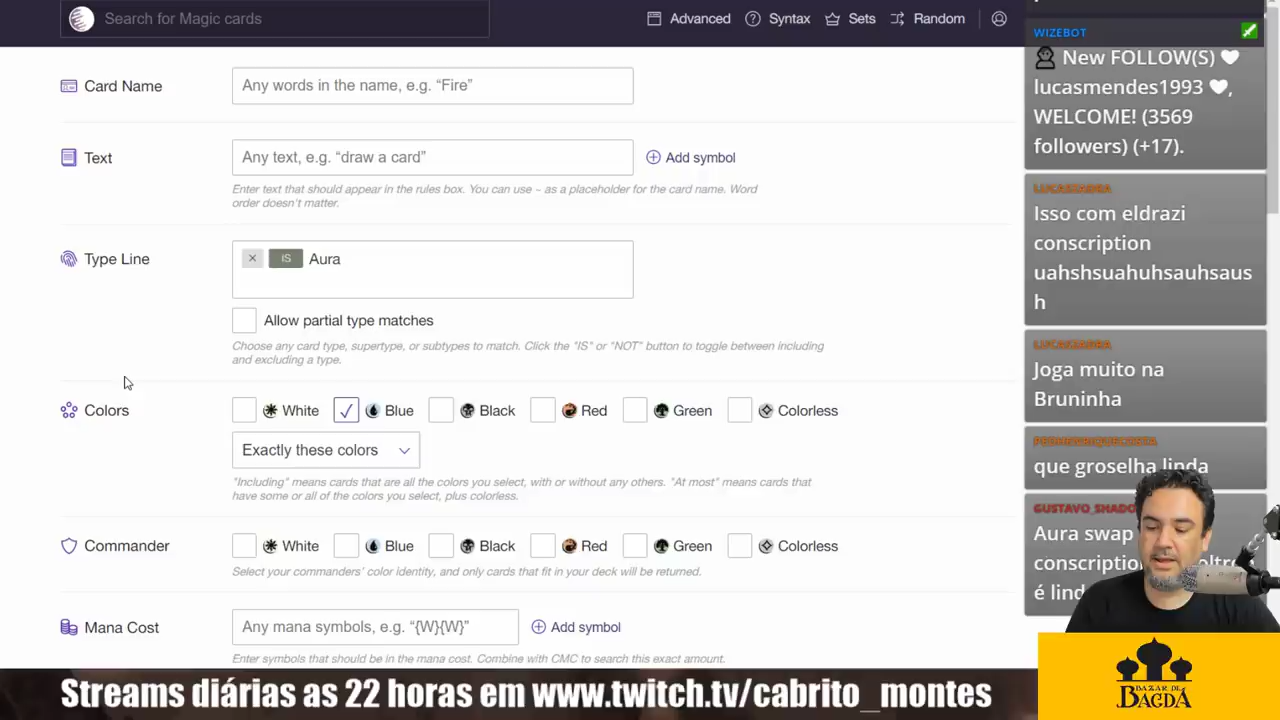 Search for Magic cards
Advanced
Syntax
Sets
Random
Card Name
Any words in the name, e.g. “Fire”
Text
Any text, e.g. “draw a card”
Add symbol
Enter text that should appear in the rules box. You can use ~ as a placeholder for the card name. Word
order doesn't matter.
Type Line
IS
Aura
Allow partial type matches
Choose any card type, supertype, or subtypes to match. Click the "IS" or "NOT" button to toggle between including
and excluding a type.
Colors
White
Blue
Black
Red
Green
Colorless
Exactly these colors
"Including" means cards that are all the colors you select, with or without any others. "At most" means cards that
have some or all of the colors you select, plus colorless.
Commander
White
Blue
Black
Red
Green
Colorless
Select your commanders' color identity, and only cards that fit in your deck will be returned.
Mana Cost
Any mana symbols, e.g. “{W}{W}”
Add symbol
Enter symbols that should be in the mana cost. Combine with CMC to search this exact amount.
WIZEBOT
New FOLLOW(S)
lucasmendes1993 ,
WELCOME! (3569
followers) (+17).
Isso com eldrazi
conscription
uahshsuahuhsauhsaus
h
Joga muito na
Bruninha
que groselha linda
Aura swap
é
Streams diárias as 22 horas em www.twitch.tv/cabrito_montes
BAZAR DE
BAGDÁ